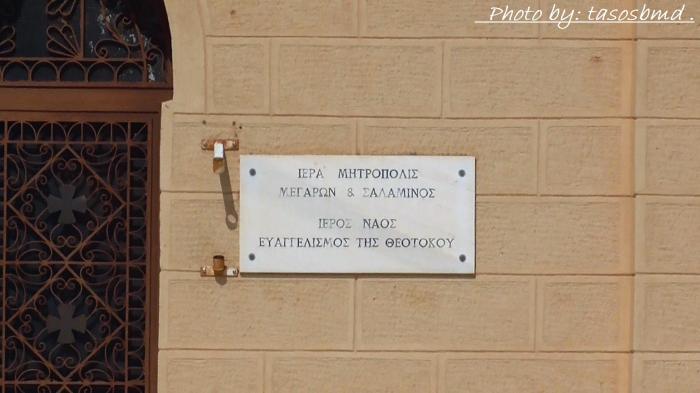 Photo by: tasosbmd .
ΙΕΡΑ ΜΗΤΡΟΠΟΛΙΣ
ΜΕΓΑΡΩΝ & ΣΑΛΑΜΙΝΟΣ
ΙΕΡΟΣ ΝΑΟΣ
ΕΥΑΓΓΕΛΙΣΜΟΣ ΤΗΣ ΘΕΟΤΟΚΟΥ